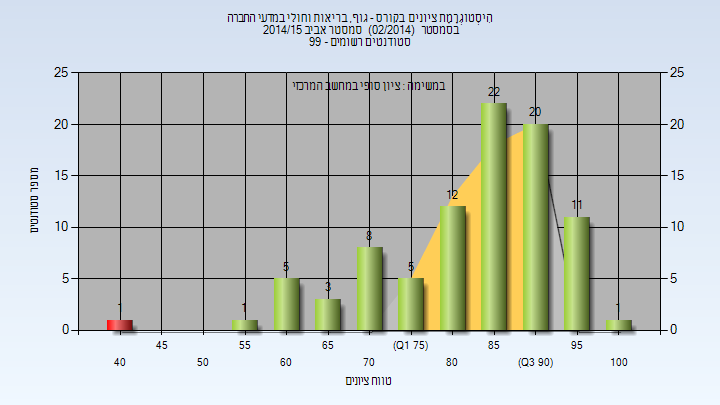 היסטוגרמת ציונים בקורס - גוף, בריאות וחולי במדעי החברה
בסמסטר (02/2014) סמסטר אביב 2014/15
סטודנטים רשומים - 99
במשימה : ציון סופי במחשב המרכזי
מספר סטודנטים
25 25
20 20
15 15
10 10
5 5
0 0
1 1 5 3 8 5 12 22 20 11 1
45 55 65 (Q1 75) 85 95
40 50 60 70 80 (Q3 90) 100
טווח ציונים